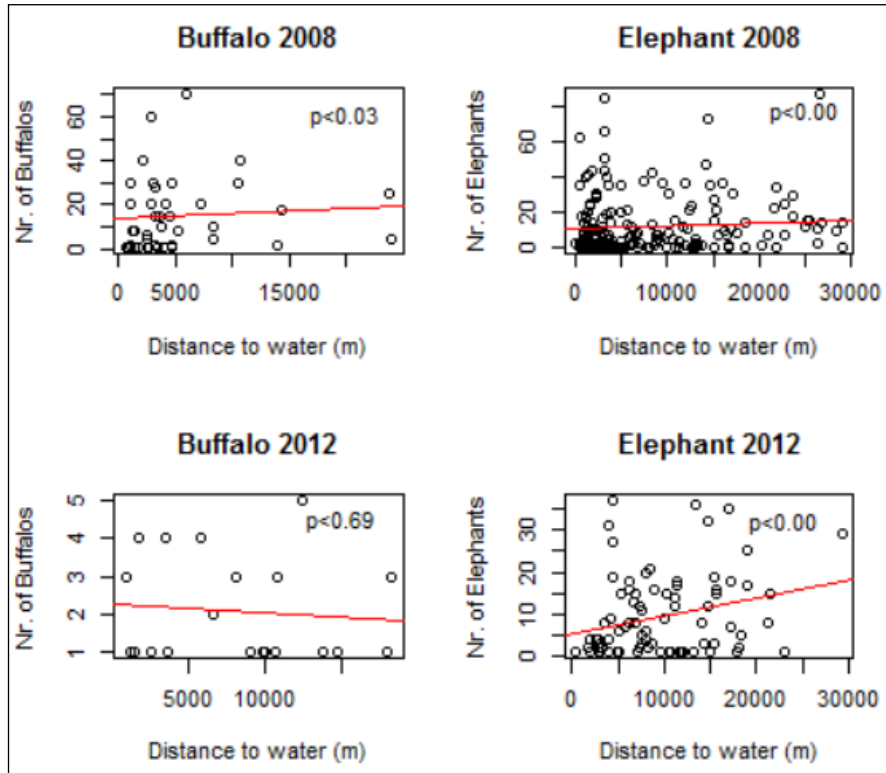 Buffalo 2008
Nr. of Buffalos
60
40
20
0
p<0.03
0 5000 15000
Distance to water (m)
Elephant 2008
Nr. of Elephants
60
20
0
p<0.00
0 10000 20000 30000
Distance to water (m)
Buffalo 2012
Nr. of Buffalos
5
4
3
2
1
p<0.69
5000 10000
Distance to water (m)
Elephant 2012
Nr. of Elephants
30
20
10
0
p<0.00
0 10000 20000 30000
Distance to water (m)